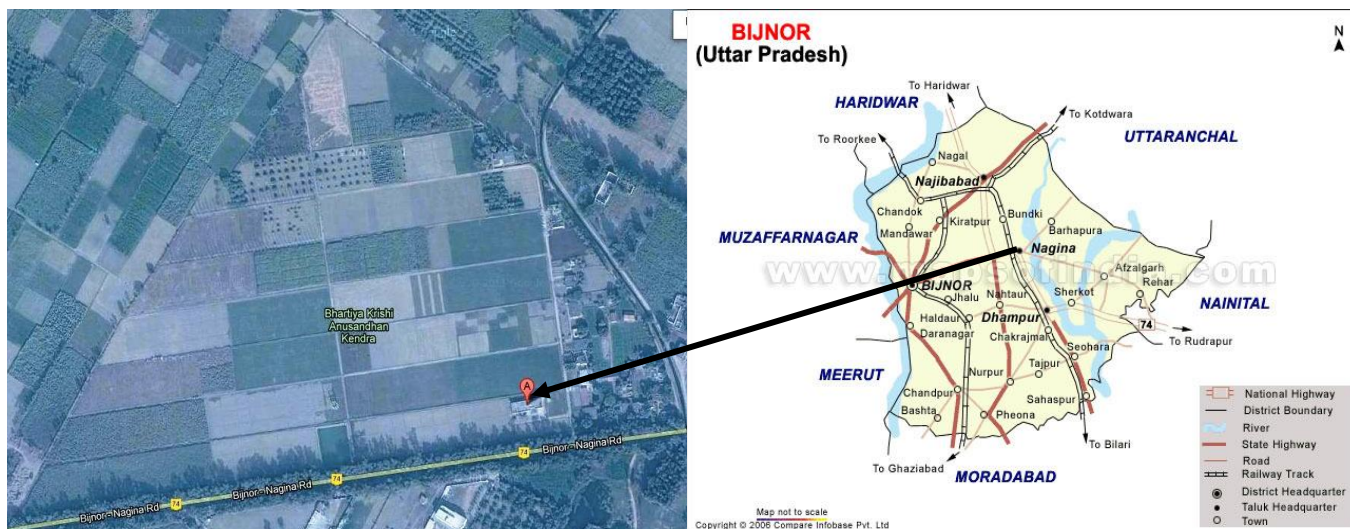 Bhartiya Krishi
Anusandhan
Kendra
A
74
Bijnor - Nagina Rd
74
Bijnor - Nagina Rd
74
Bijnor - Nagina Rd
BIJNOR
(Uttar Pradesh)
N
To Haridwar
HARIDWAR
To Kotdwara
To Roorkee
UTTARANCHAL
Nagal
Najibabad
Chandok
Kiratpur
Bundki
Mandawar
Barhapura
MUZAFFARNAGAR
Nagina
www.mapsofindia.com
Afzalgarh
BIJNOR
Rehar
Jhalu
Nahtaur
Sherkot
NAINITAL
Haldaur
Dhampur
74
Daranagar
Chakrajmal
To Rudrapur
Seohara
MEERUT
Tajpur
Nurpur
Chandpur
Sahaspur
Bashta
Pheona
To Bilari
To Ghaziabad
MORADABAD
National Highway
District Boundary
River
State Highway
Road
Railway Track
District Headquarter
Taluk Headquarter
Town
Map not to scale
Copyright © 2006 Compare Infobase Pvt. Ltd